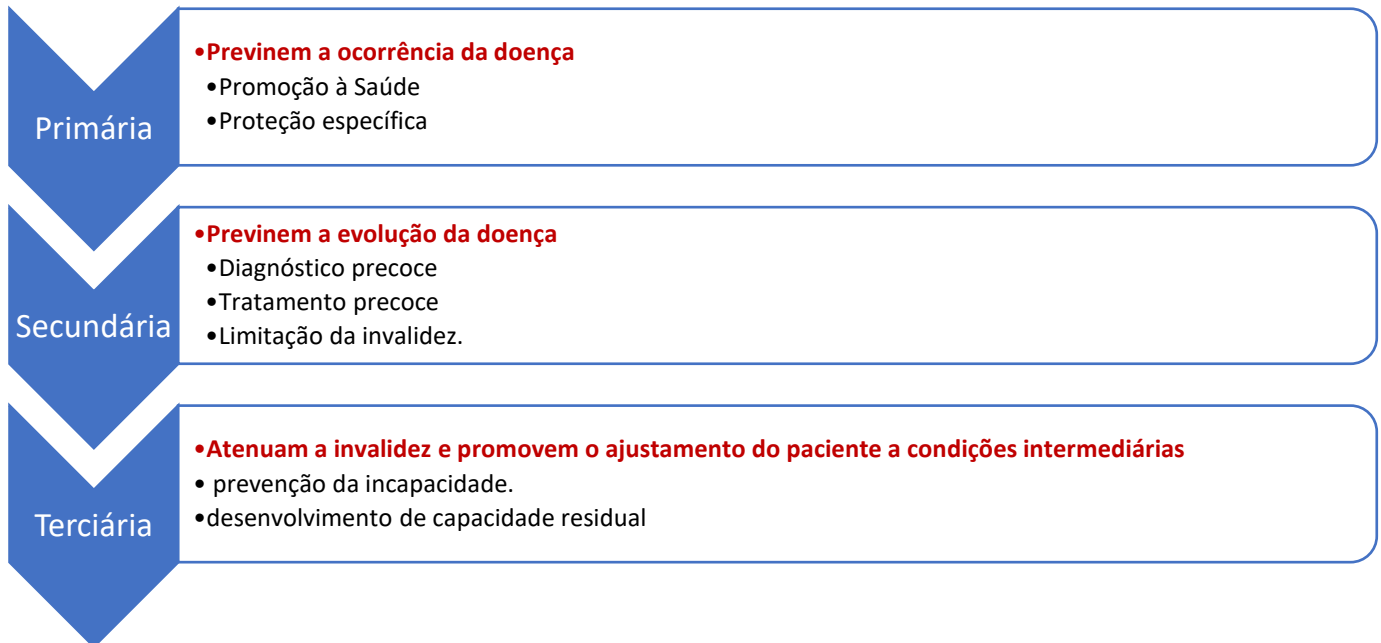 Primária
•Previnem a ocorrência da doença
•Promoção à Saúde
•Proteção específica
Secundária
•Previnem a evolução da doença
•Diagnóstico precoce
•Tratamento precoce
•Limitação da invalidez.
Terciária
•Atenuam a invalidez e promovem o ajustamento do paciente a condições intermediárias
• prevenção da incapacidade.
•desenvolvimento de capacidade residual